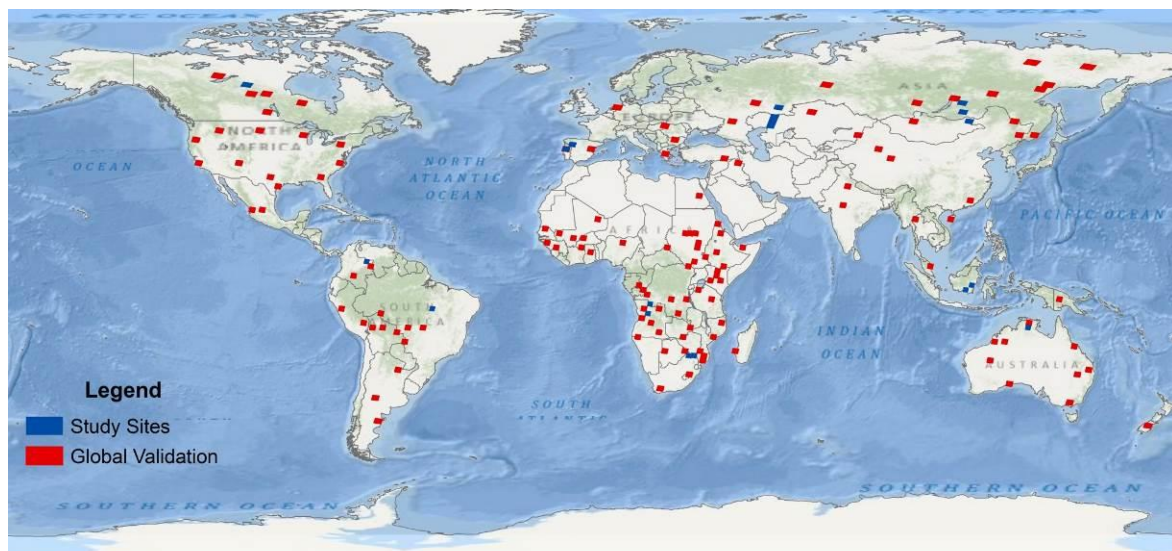 ARCTIC OCEAN
ARCTIC OCEAN
ASIA
EUROPE
NORTH
AMERICA
OCEAN
NORTH
ATLANTIC
OCEAN
PACIFIC OCEAN
AFRICA
SOUTH
AMERICA
INDIAN
OCEAN
AUSTRALIA
Legend
Study Sites
Global Validation
SOUTH
ATLANTIC
SOUTHERN OCEAN
SOUTHERN OCEAN